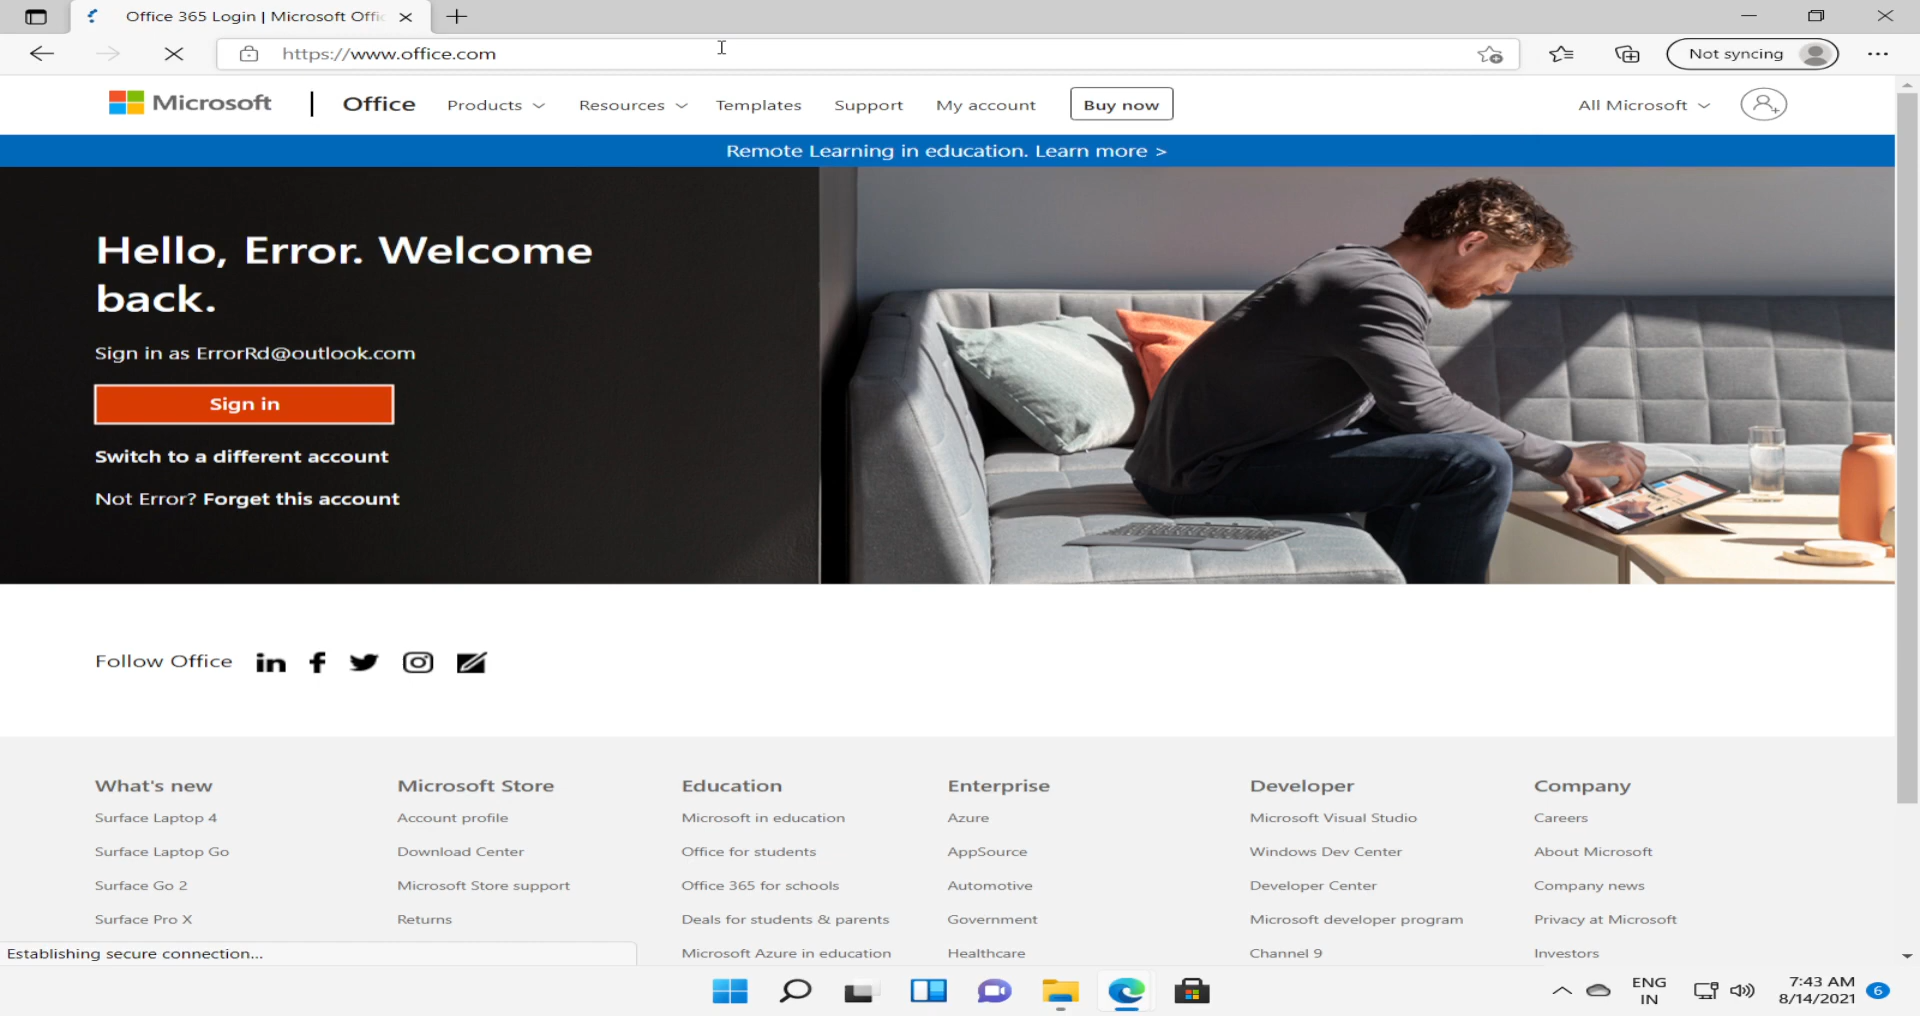 Office 365 Login | Microsoft Offic
https://www.office.com
Not syncing
Microsoft
Office
Products
Resources
Templates
Support
My account
Buy now
All Microsoft
Remote Learning in education. Learn more >
Hello, Error. Welcome
back.
Sign in as ErrorRd@outlook.com
Sign in
Switch to a different account
Not Error? Forget this account
Follow Office
What's new
Surface Laptop 4
Surface Laptop Go
Surface Go 2
Surface Pro X
Microsoft Store
Account profile
Download Center
Microsoft Store support
Returns
Education
Microsoft in education
Office for students
Office 365 for schools
Deals for students & parents
Microsoft Azure in education
Enterprise
Azure
AppSource
Automotive
Government
Healthcare
Developer
Microsoft Visual Studio
Windows Dev Center
Developer Center
Microsoft developer program
Channel 9
Company
Careers
About Microsoft
Company news
Privacy at Microsoft
Investors
Establishing secure connection...
ENG
IN
7:43 AM
8/14/2021
6